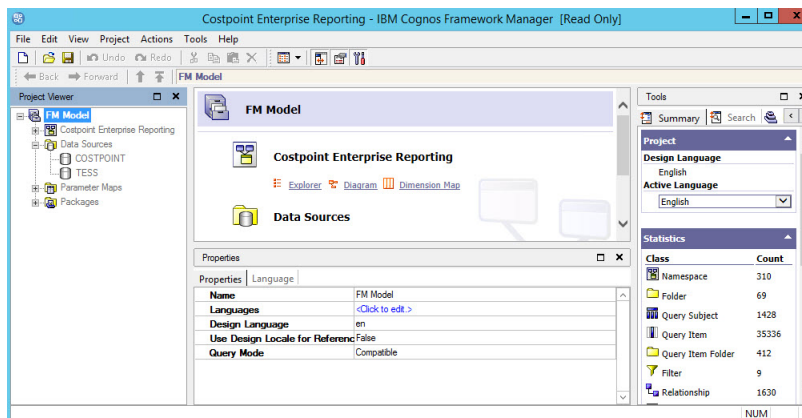 Costpoint Enterprise Reporting - IBM Cognos Framework Manager [Read Only]
File Edit View Project Actions Tools Help
Undo Redo
Back Forward FM Model
Project Viewer
FM Model
Costpoint Enterprise Reporting
Data Sources
COSTPOINT
TESS
Parameter Maps
Packages
FM Model
Costpoint Enterprise Reporting
Explorer Diagram Dimension Map
Data Sources
Properties
Properties Language
Name FM Model
Languages <Click to edit.>
Design Language en
Use Design Locale for Referenc False
Query Mode Compatible
Tools
Summary Search
Project
Design Language
English
Active Language
English
Statistics
Class Count
Namespace 310
Folder 69
Query Subject 1428
Query Item 35336
Query Item Folder 412
Filter 9
Relationship 1630
NUM